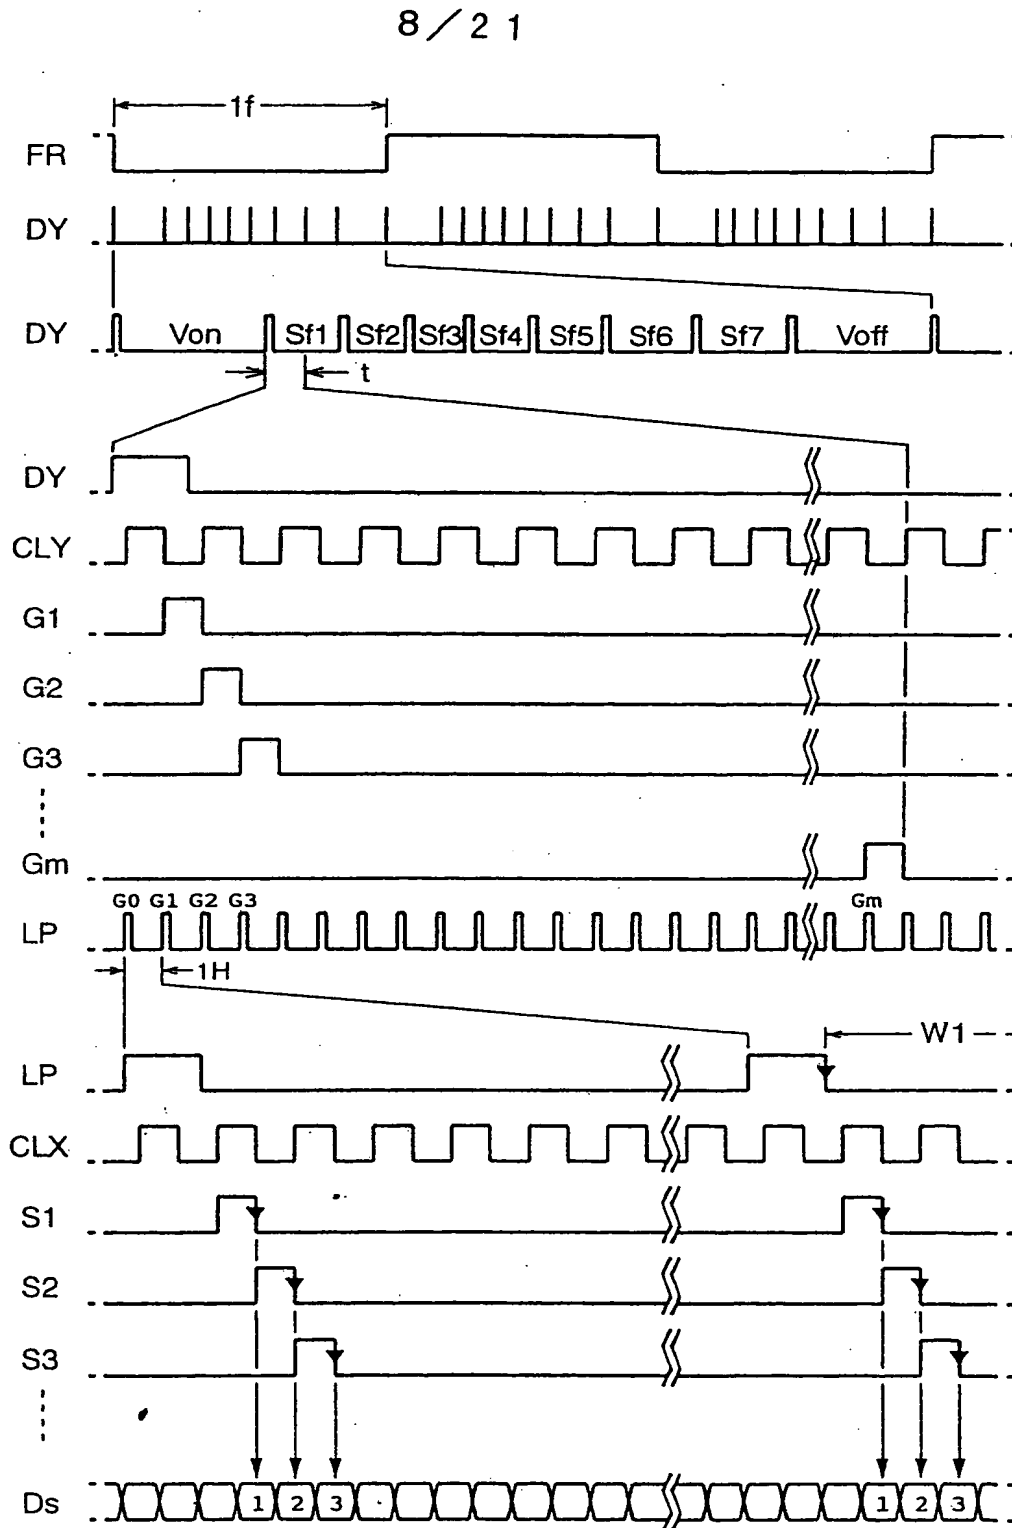 8/21
1f
FR
DY
DY Von Sf1 Sf2 Sf3 Sf4 Sf5 Sf6 Sf7 Voff
t
DY
CLY
G1
G2
G3
Gm
G0 G1 G2 G3 Gm
LP
1H
W1
LP
CLX
S1
S2
S3
Ds 1 2 3 1 2 3